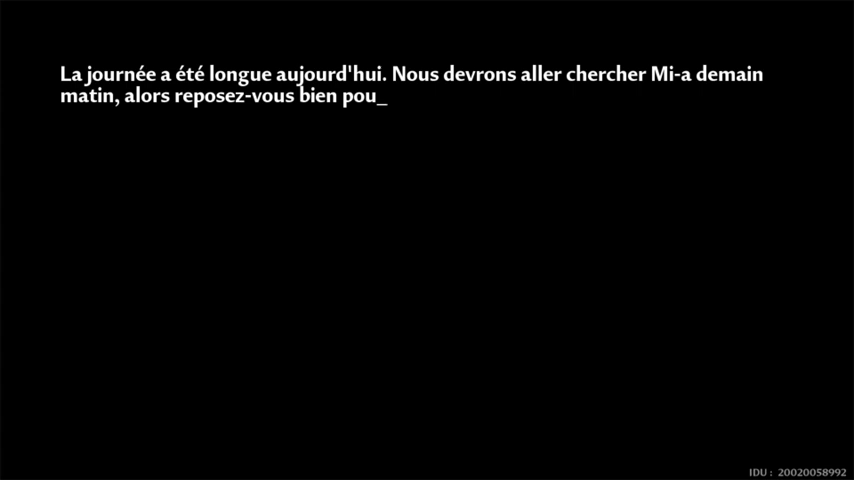 La journée a été longue aujourd'hui. Nous devrons aller chercher Mi-a demain
matin, alors reposez-vous bien pou_
IDU : 20020058992